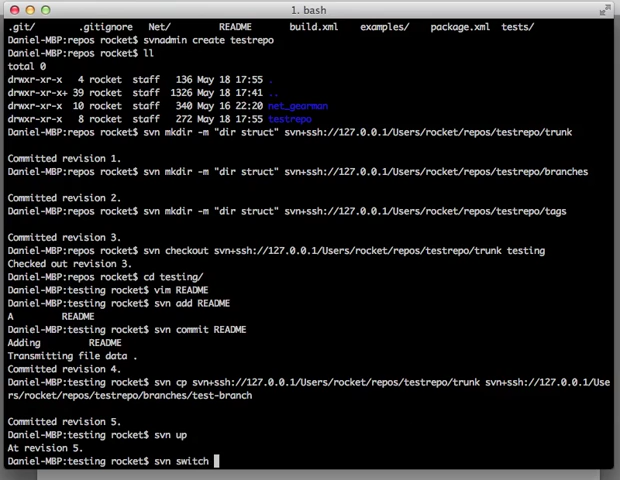 1. bash
.git/ .gitignore Net/ README build.xml examples/ package.xml tests/
Daniel-MBP:repos rocket$ svnadmin create testrepo
Daniel-MBP:repos rocket$ ll
total 0
drwxr-xr-x 4 rocket staff 136 May 18 17:55 .
drwxr-xr-x+ 39 rocket staff 1326 May 18 17:41 ..
drwxr-xr-x 10 rocket staff 340 May 16 22:20 net_gearman
drwxr-xr-x 8 rocket staff 272 May 18 17:55 testrepo
Daniel-MBP:repos rocket$ svn mkdir -m "dir struct" svn+ssh://127.0.0.1/Users/rocket/repos/testrepo/trunk
Committed revision 1.
Daniel-MBP:repos rocket$ svn mkdir -m "dir struct" svn+ssh://127.0.0.1/Users/rocket/repos/testrepo/branches
Committed revision 2.
Daniel-MBP:repos rocket$ svn mkdir -m "dir struct" svn+ssh://127.0.0.1/Users/rocket/repos/testrepo/tags
Committed revision 3.
Daniel-MBP:repos rocket$ svn checkout svn+ssh://127.0.0.1/Users/rocket/repos/testrepo/trunk testing
Checked out revision 3.
Daniel-MBP:repos rocket$ cd testing/
Daniel-MBP:testing rocket$ vim README
Daniel-MBP:testing rocket$ svn add README
A README
Daniel-MBP:testing rocket$ svn commit README
Adding README
Transmitting file data .
Committed revision 4.
Daniel-MBP:testing rocket$ svn cp svn+ssh://127.0.0.1/Users/rocket/repos/testrepo/trunk svn+ssh://127.0.0.1/Use
rs/rocket/repos/testrepo/branches/test-branch
Committed revision 5.
Daniel-MBP:testing rocket$ svn up
At revision 5.
Daniel-MBP:testing rocket$ svn switch